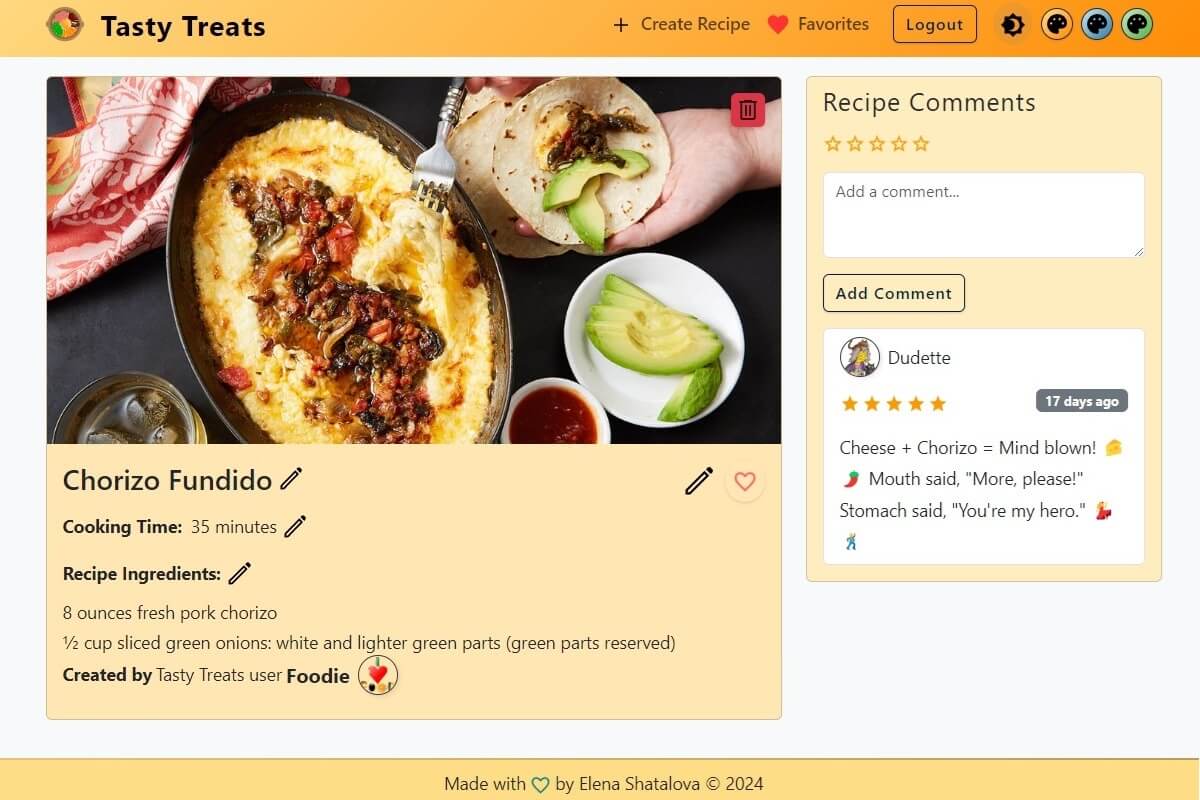 Tasty Treats
Create Recipe
Favorites
Logout
Chorizo Fundido
Cooking Time: 35 minutes
Recipe Ingredients:
8 ounces fresh pork chorizo
½ cup sliced green onions: white and lighter green parts (green parts reserved)
Created by Tasty Treats user Foodie
Recipe Comments
Add a comment...
Add Comment
Dudette
17 days ago
Cheese + Chorizo = Mind blown! 🧀
🌶️ Mouth said, "More, please!"
Stomach said, "You're my hero." 💃
🕺
Made with ♡ by Elena Shatalova © 2024